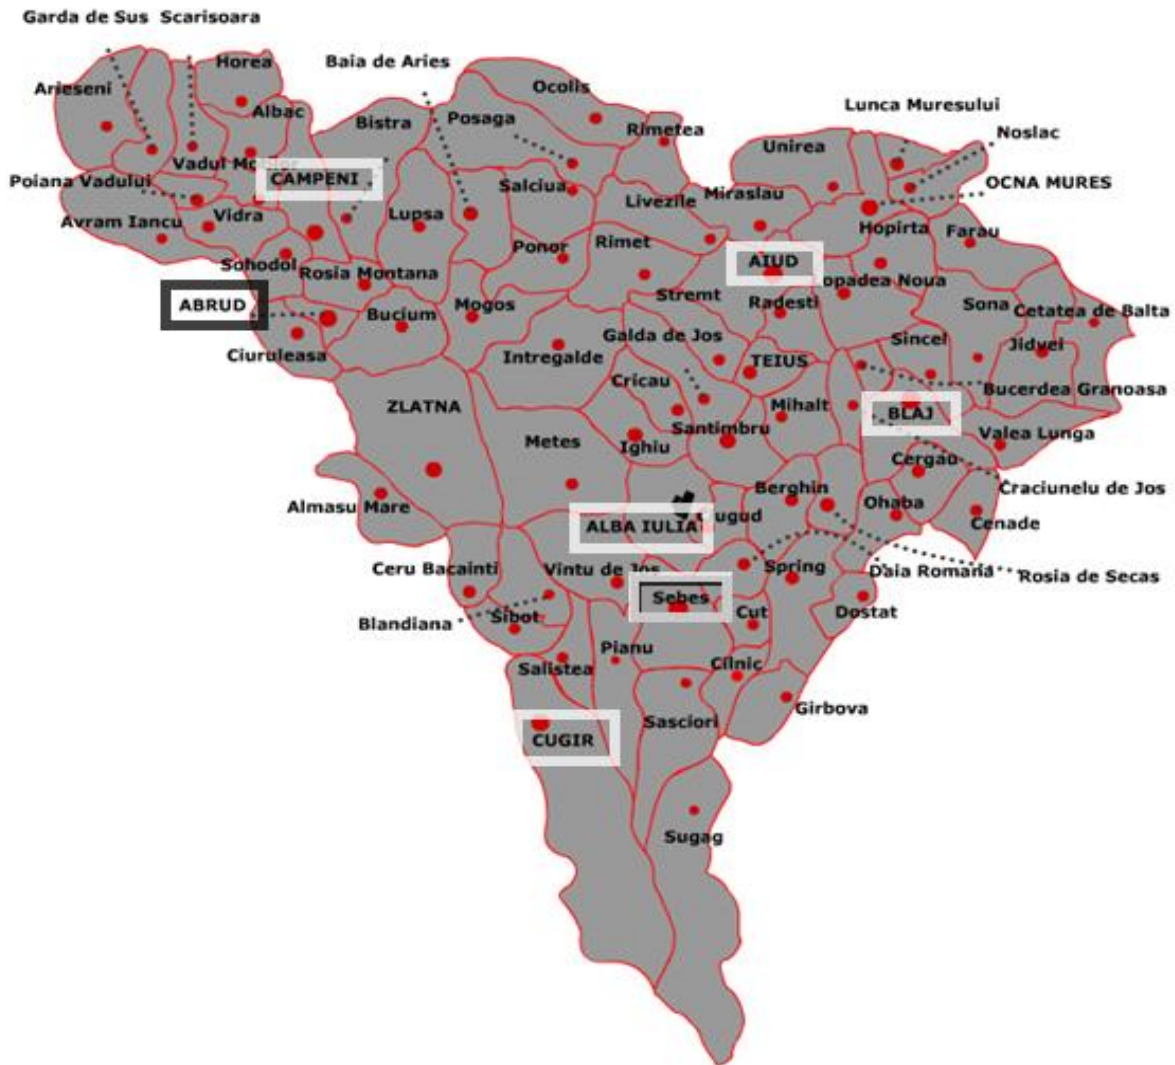 Garda de Sus Scarisoara
Horea
Baia de Aries
Arieseni
Ocolis
Lunca Muresului
Albac
Bistra
Posaga
Rimetea
Noslac
Unirea
Vadul
CAMPENI
Poiana Vadului
Salciua
OCNA MURES
Livezile
Miraslau
Avram Iancu
Vidra
Lupsa
Hopirta
Farau
Ponor
Rimet
Sohodol
Rosia Montana
AIUD
Noua
Stremt
ABRUD
Mogos
Radesti
Sona
Cetatea de Balta
Bucium
Galda de Jos
Sincel
Jidvei
Ciuruleasa
Intregalde
TEIUS
Cricau
Bucerdea Granoasa
ZLATNA
Mihalt
BLAJ
Santimbru
Valea Lunga
Metes
Ighiu
Cergau
Craciunelu de Jos
Berghin
Almasu Mare
Ohaba
Cenade
ALBA IULIA
Ceru Bacainti
Vintu de Jos
Spring
Daia Romana
Rosia de Secas
Sebes
Blandiana
Sibot
Cut
Dostat
Pianu
Salistea
Cilnic
Girbova
Sasciori
CUGIR
Sugag